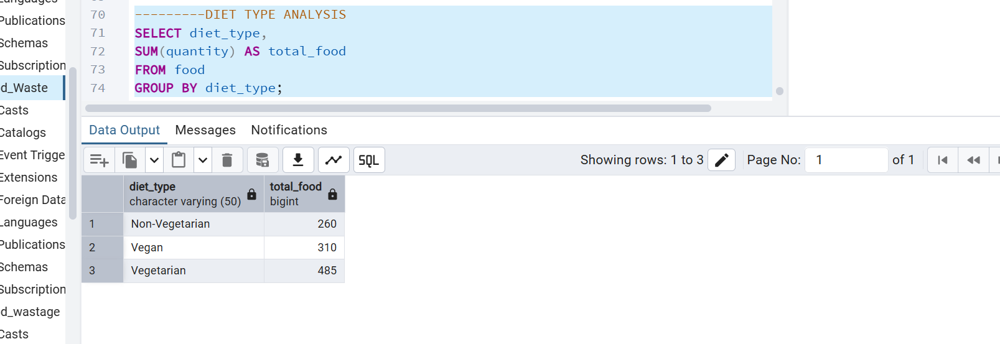 Languages
Publications
Schemas
Subscription
d_Waste
Casts
Catalogs
Event Trigge
Extensions
Foreign Data
Languages
Publications
Schemas
Subscription
d_wastage
Casts
70 ---------DIET TYPE ANALYSIS
71 SELECT diet_type,
72 SUM(quantity) AS total_food
73 FROM food
74 GROUP BY diet_type;
Data Output Messages Notifications
SQL Showing rows: 1 to 3 Page No: 1 of 1
diet_type total_food
character varying (50) bigint
1 Non-Vegetarian 260
2 Vegan 310
3 Vegetarian 485